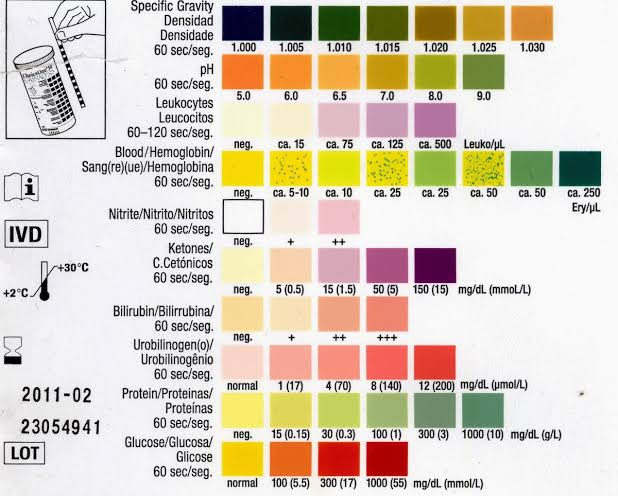 Specific Gravity
Densidad
Densidade
60 sec/seg.
1.000 1.005 1.010 1.015 1.020 1.025 1.030
pH
60 sec/seg.
5.0 6.0 6.5 7.0 8.0 9.0
Leukocytes
Leucocitos
60–120 sec/seg.
neg. ca. 15 ca. 75 ca. 125 ca. 500 Leuko/µL
Blood/Hemoglobin/
Sang(re)(ue)/Hemoglobina
60 sec/seg.
neg. ca. 5-10 ca. 10 ca. 25 ca. 25 ca. 50 ca. 50 ca. 250
Ery/µL
Nitrite/Nitrito/Nitritos
60 sec/seg.
neg. + ++
Ketones/
C.Cetónicos
60 sec/seg.
neg. 5 (0.5) 15 (1.5) 50 (5) 150 (15) mg/dL (mmoL/L)
Bilirubin/Bilirrubina/
60 sec/seg.
neg. + ++ +++
Urobilinogen(o)/
Urobilinogênio
60 sec/seg.
normal 1 (17) 4 (70) 8 (140) 12 (200) mg/dL (µmol/L)
Protein/Proteinas/
Proteínas
60 sec/seg.
neg. 15 (0.15) 30 (0.3) 100 (1) 300 (3) 1000 (10) mg/dL (g/L)
Glucose/Glucosa/
Glicose
60 sec/seg.
normal 100 (5.5) 300 (17) 1000 (55) mg/dL (mmol/L)
i
IVD
+30°C
+2°C
2011-02
23054941
LOT